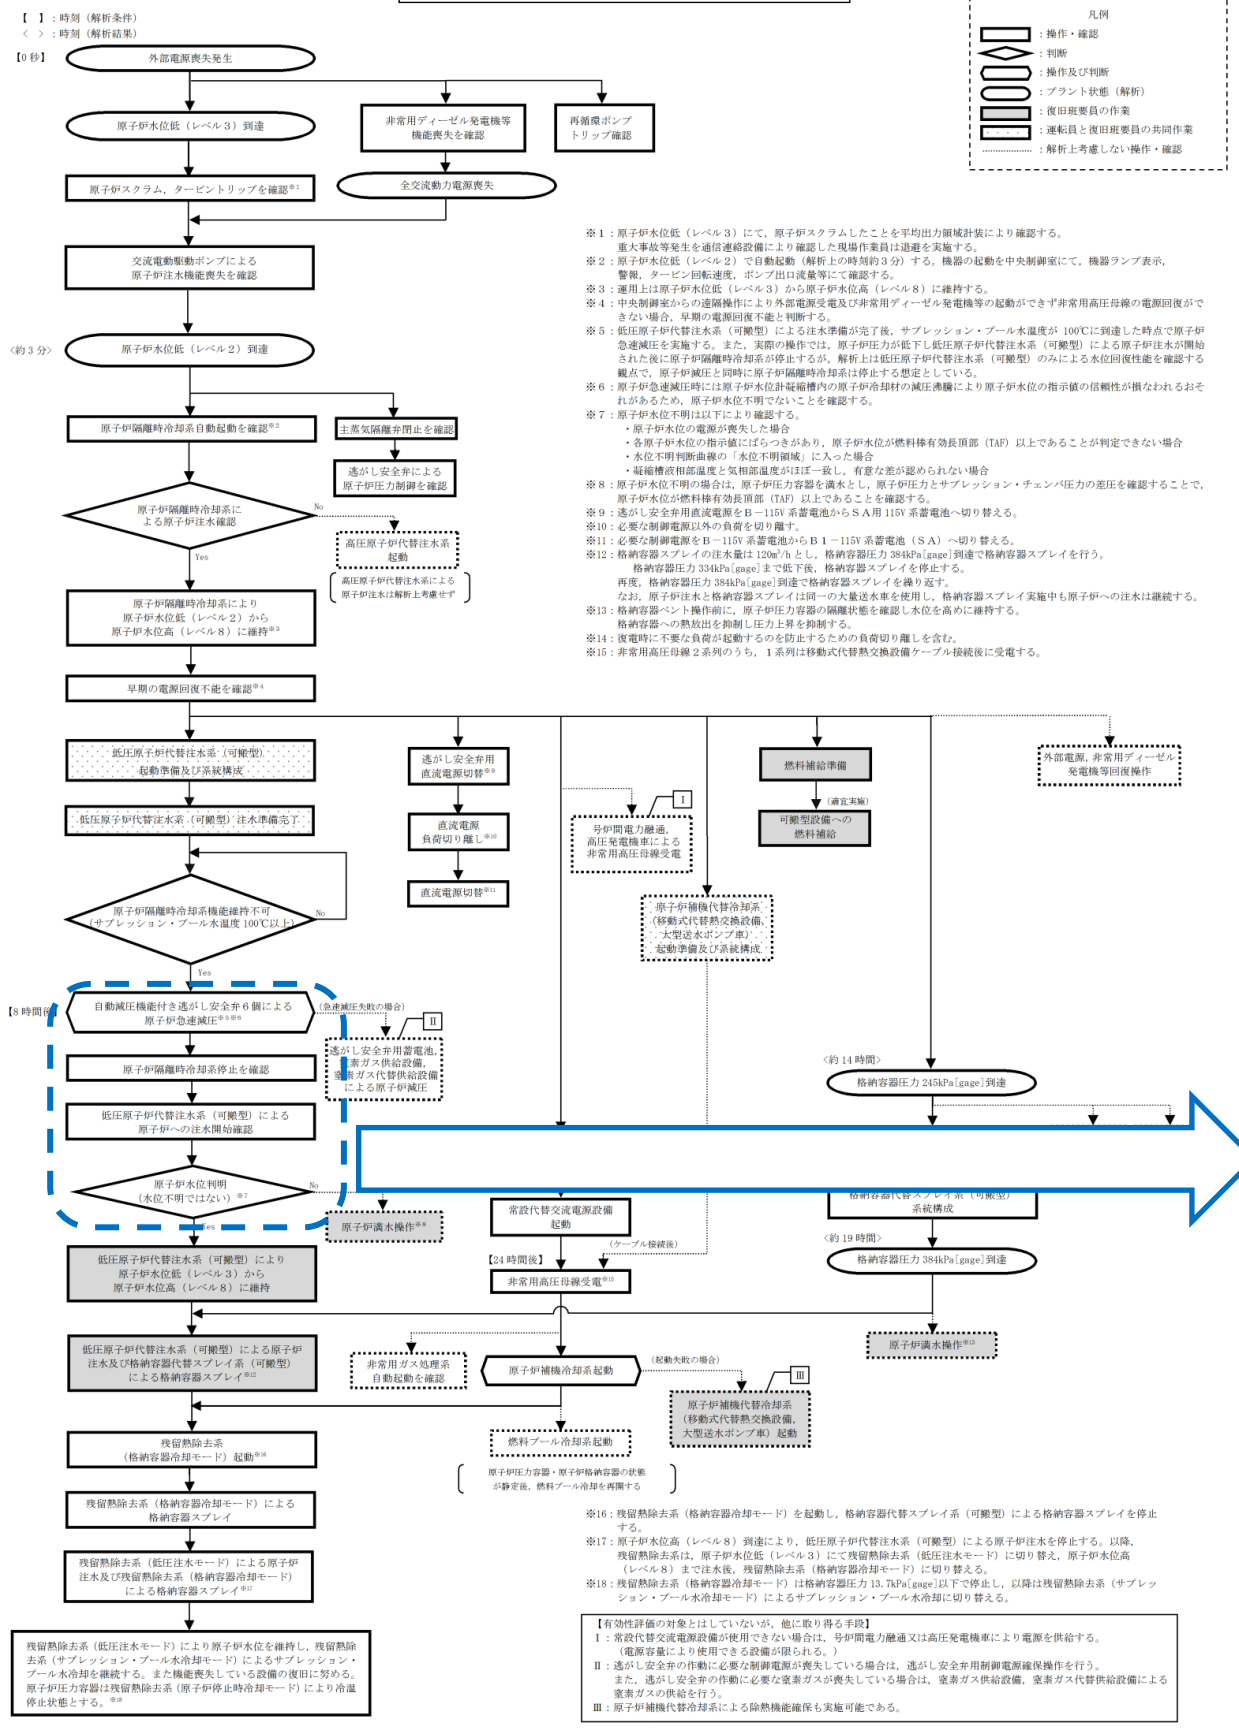 【　】：時刻（解析条件）
〈　〉：時刻（解析結果）
【0 秒】
外部電源喪失発生
原子炉水位低（レベル３）到達
非常用ディーゼル発電機等
機能喪失を確認
再循環ポンプ
トリップ確認
原子炉スクラム，タービントリップを確認※1
全交流動力電源喪失
交流電動駆動ポンプによる
原子炉注水機能喪失を確認
〈約３分〉
原子炉水位低（レベル２）到達
原子炉隔離時冷却系自動起動を確認※2
主蒸気隔離弁閉止を確認
逃がし安全弁による
原子炉圧力制御を確認
原子炉隔離時冷却系に
よる原子炉注水確認
No
Yes
高圧原子炉代替注水系
起動
高圧原子炉代替注水系による
原子炉注水は解析上考慮せず
原子炉隔離時冷却系により
原子炉水位低（レベル２）から
原子炉水位高（レベル８）に維持※3
早期の電源回復不能を確認※4
凡例
：操作・確認
：判断
：操作及び判断
：プラント状態（解析）
：復旧班要員の作業
：運転員と復旧班要員の共同作業
：解析上考慮しない操作・確認
※１：原子炉水位低（レベル３）にて，原子炉スクラムしたことを平均出力領域計装により確認する。
重大事故等発生を通信連絡設備により確認した現場作業員は退避を実施する。
※２：原子炉水位低（レベル２）で自動起動（解析上の時刻約３分）する。機器の起動を中央制御室にて，機器ランプ表示，
警報，タービン回転速度，ポンプ出口流量等にて確認する。
※３：運用上は原子炉水位低（レベル３）から原子炉水位高（レベル８）に維持する。
※４：中央制御室からの遠隔操作により外部電源受電及び非常用ディーゼル発電機等の起動ができず非常用高圧母線の電源回復がで
きない場合，早期の電源回復不能と判断する。
※５：低圧原子炉代替注水系（可搬型）による注水準備が完了後，サプレッション・プール水温度が 100℃に到達した時点で原子炉
急速減圧を実施する。また，実際の操作では，原子炉圧力が低下し低圧原子炉代替注水系（可搬型）による原子炉注水が開始
された後に原子炉隔離時冷却系が停止するが，解析上は低圧原子炉代替注水系（可搬型）のみによる水位回復性能を確認する
観点で，原子炉減圧と同時に原子炉隔離時冷却系は停止する想定としている。
※６：原子炉急速減圧時には原子炉水位計凝縮槽内の原子炉冷却材の減圧沸騰により原子炉水位の指示値の信頼性が損なわれるおそ
れがあるため，原子炉水位不明でないことを確認する。
※７：原子炉水位不明は以下により確認する。
・原子炉水位の電源が喪失した場合
・各原子炉水位の指示値にばらつきがあり，原子炉水位が燃料棒有効長頂部（TAF）以上であることが判定できない場合
・水位不明判断曲線の「水位不明領域」に入った場合
・凝縮槽液相部温度と気相部温度がほぼ一致し，有意な差が認められない場合
※８：原子炉水位不明の場合は，原子炉圧力容器を満水とし，原子炉圧力とサプレッション・チェンバ圧力の差圧を確認することで，
原子炉水位が燃料棒有効長頂部（TAF）以上であることを確認する。
※９：逃がし安全弁用直流電源をＢ－115V 系蓄電池からＳＡ用 115V 系蓄電池へ切り替える。
※10：必要な制御電源以外の負荷を切り離す。
※11：必要な制御電源をＢ－115V 系蓄電池からＢ１－115V 系蓄電池（ＳＡ）へ切り替える。
※12：格納容器スプレイの注水量は 120m³/h とし，格納容器圧力 384kPa[gage]到達で格納容器スプレイを行う。
格納容器圧力 334kPa[gage]まで低下後，格納容器スプレイを停止する。
再度，格納容器圧力 384kPa[gage]到達で格納容器スプレイを繰り返す。
なお，原子炉注水と格納容器スプレイは同一の大量送水車を使用し，格納容器スプレイ実施中も原子炉への注水は継続する。
※13：格納容器ベント操作前に，原子炉圧力容器の隔離状態を確認し水位を高めに維持する。
格納容器への熱放出を抑制し圧力上昇を抑制する。
※14：復電時に不要な負荷が起動するのを防止するための負荷切り離しを含む。
※15：非常用高圧母線２系列のうち，１系列は移動式代替熱交換設備ケーブル接続後に受電する。
低圧原子炉代替注水系（可搬型）
起動準備及び系統構成
低圧原子炉代替注水系（可搬型）注水準備完了
逃がし安全弁用
直流電源切替※9
直流電源
負荷切り離し※10
直流電源切替※11
Ⅰ
号炉間電力融通，
高圧発電機車による
非常用高圧母線受電
原子炉補機代替冷却系
（移動式代替熱交換設備，
大型送水ポンプ車）
起動準備及び系統構成
燃料補給準備
（適宜実施）
可搬型設備への
燃料補給
外部電源，非常用ディーゼル
発電機等回復操作
原子炉隔離時冷却系機能維持不可
（サプレッション・プール水温度 100℃以上）
No
Yes
【8 時間後】
自動減圧機能付き逃がし安全弁６個による
原子炉急速減圧※5※6
（急速減圧失敗の場合）
Ⅱ
逃がし安全弁用蓄電池，
窒素ガス供給設備，
窒素ガス代替供給設備
による原子炉減圧
原子炉隔離時冷却系停止を確認
低圧原子炉代替注水系（可搬型）による
原子炉への注水開始確認
原子炉水位判明
（水位不明ではない）※7
No
Yes
原子炉満水操作※8
〈約 14 時間〉
格納容器圧力 245kPa[gage]到達
格納容器代替スプレイ系（可搬型）
系統構成
〈約 19 時間〉
格納容器圧力 384kPa[gage]到達
原子炉満水操作※13
常設代替交流電源設備
起動
（ケーブル接続後）
【24 時間後】
非常用高圧母線受電※15
低圧原子炉代替注水系（可搬型）により
原子炉水位低（レベル３）から
原子炉水位高（レベル８）に維持
低圧原子炉代替注水系（可搬型）による原子炉
注水及び格納容器代替スプレイ系（可搬型）
による格納容器スプレイ※12
非常用ガス処理系
自動起動を確認
原子炉補機冷却系起動
（起動失敗の場合）
Ⅲ
原子炉補機代替冷却系
（移動式代替熱交換設備，
大型送水ポンプ車）起動
燃料プール冷却系起動
原子炉圧力容器・原子炉格納容器の状態
が静定後，燃料プール冷却を再開する
残留熱除去系
（格納容器冷却モード）起動※16
残留熱除去系（格納容器冷却モード）による
格納容器スプレイ
残留熱除去系（低圧注水モード）による原子炉
注水及び残留熱除去系（格納容器冷却モード）
による格納容器スプレイ※17
残留熱除去系（低圧注水モード）により原子炉水位を維持し，残留熱除
去系（サプレッション・プール水冷却モード）によるサプレッション・
プール水冷却を継続する。また機能喪失している設備の復旧に努める。
原子炉圧力容器は残留熱除去系（原子炉停止時冷却モード）により冷温
停止状態とする。※18
※16：残留熱除去系（格納容器冷却モード）を起動し，格納容器代替スプレイ系（可搬型）による格納容器スプレイを停止
する。
※17：原子炉水位高（レベル８）到達により，低圧原子炉代替注水系（可搬型）による原子炉注水を停止する。以降，
残留熱除去系は，原子炉水位低（レベル３）にて残留熱除去系（低圧注水モード）に切り替え，原子炉水位高
（レベル８）まで注水後，残留熱除去系（格納容器冷却モード）に切り替える。
※18：残留熱除去系（格納容器冷却モード）は格納容器圧力 13.7kPa[gage]以下で停止し，以降は残留熱除去系（サプレッ
ション・プール水冷却モード）によるサプレッション・プール水冷却に切り替える。
【有効性評価の対象とはしていないが，他に取り得る手段】
Ⅰ：常設代替交流電源設備が使用できない場合は，号炉間電力融通又は高圧発電機車により電源を供給する。
（電源容量により使用できる設備が限られる。）
Ⅱ：逃がし安全弁の作動に必要な制御電源が喪失している場合は，逃がし安全弁用制御電源確保操作を行う。
また，逃がし安全弁の作動に必要な窒素ガスが喪失している場合は，窒素ガス供給設備，窒素ガス代替供給設備による
窒素ガスの供給を行う。
Ⅲ：原子炉補機代替冷却系による除熱機能確保も実施可能である。